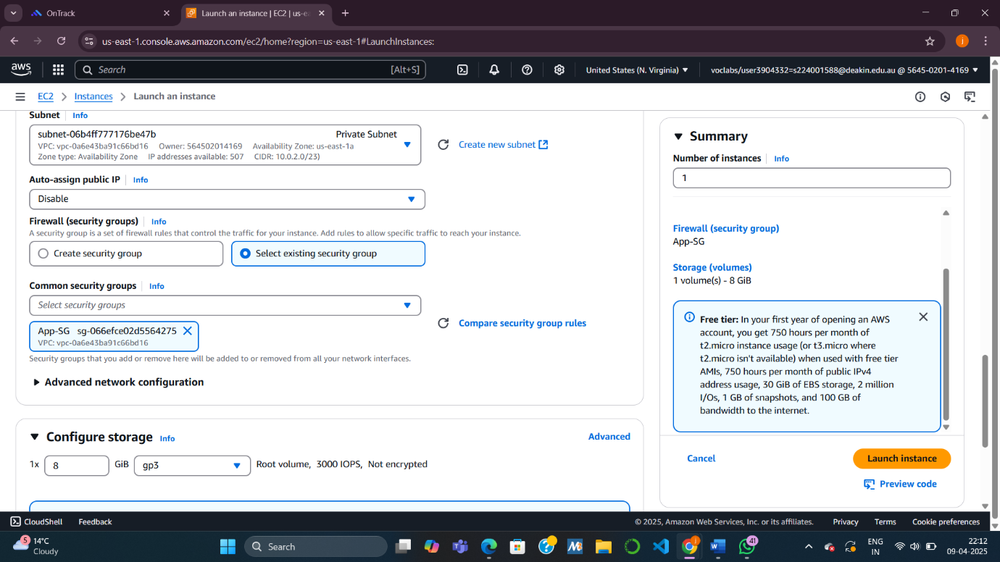 OnTrack
Launch an instance | EC2 | us-ea
us-east-1.console.aws.amazon.com/ec2/home?region=us-east-1#LaunchInstances:
j
aws
Search [Alt+S]
United States (N. Virginia)
voclabs/user3904332=s224001588@deakin.edu.au @ 5645-0201-4169
EC2 > Instances > Launch an instance
Subnet | Info
subnet-06b4ff777176be47b Private Subnet
VPC: vpc-0a6e43ba91c66bd16 Owner: 564502014169 Availability Zone: us-east-1a
Zone type: Availability Zone IP addresses available: 507 CIDR: 10.0.2.0/23)
Create new subnet
Auto-assign public IP | Info
Disable
Firewall (security groups) | Info
A security group is a set of firewall rules that control the traffic for your instance. Add rules to allow specific traffic to reach your instance.
Create security group
Select existing security group
Common security groups | Info
Select security groups
App-SG sg-066efce02d5564275
VPC: vpc-0a6e43ba91c66bd16
Compare security group rules
Security groups that you add or remove here will be added to or removed from all your network interfaces.
Advanced network configuration
Configure storage Info
Advanced
1x 8 GiB gp3 Root volume, 3000 IOPS, Not encrypted
Summary
Number of instances | Info
1
Firewall (security group)
App-SG
Storage (volumes)
1 volume(s) - 8 GiB
Free tier: In your first year of opening an AWS
account, you get 750 hours per month of
t2.micro instance usage (or t3.micro where
t2.micro isn't available) when used with free tier
AMIs, 750 hours per month of public IPv4
address usage, 30 GiB of EBS storage, 2 million
I/Os, 1 GB of snapshots, and 100 GB of
bandwidth to the internet.
Cancel
Launch instance
Preview code
CloudShell Feedback
© 2025, Amazon Web Services, Inc. or its affiliates. Privacy Terms Cookie preferences
5
14°C
Cloudy
Search
41
ENG
IN
22:12
09-04-2025